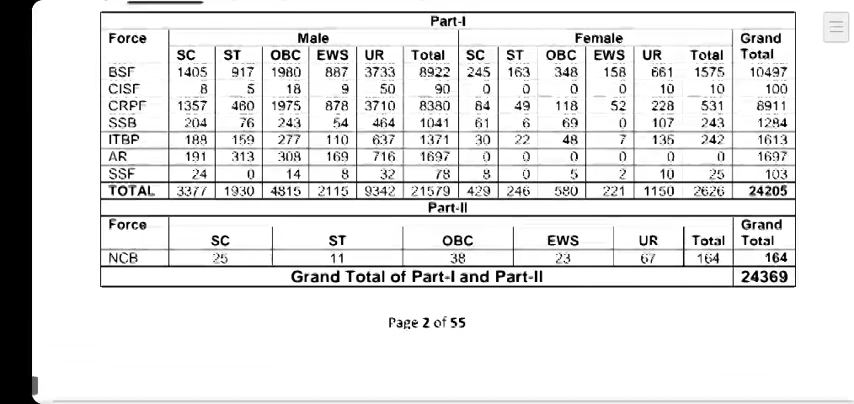 Part-I
Force Male Female Grand Total
SC ST OBC EWS UR Total SC ST OBC EWS UR Total
BSF 1405 917 1980 887 3733 8922 245 163 348 158 661 1575 10497
CISF 8 5 18 9 50 90 0 0 0 0 10 10 100
CRPF 1357 460 1975 878 3710 8380 84 49 118 52 228 531 8911
SSB 204 76 243 54 464 1041 61 6 69 0 107 243 1284
ITBP 188 159 277 110 637 1371 30 22 48 7 135 242 1613
AR 191 313 308 169 716 1697 0 0 0 0 0 0 1697
SSF 24 0 14 8 32 78 8 0 5 2 10 25 103
TOTAL 3377 1930 4815 2115 9342 21579 429 246 580 221 1150 2626 24205
Part-II
Force SC ST OBC EWS UR Total Grand Total
NCB 25 11 38 23 67 164 164
Grand Total of Part-I and Part-II 24369
Page 2 of 55